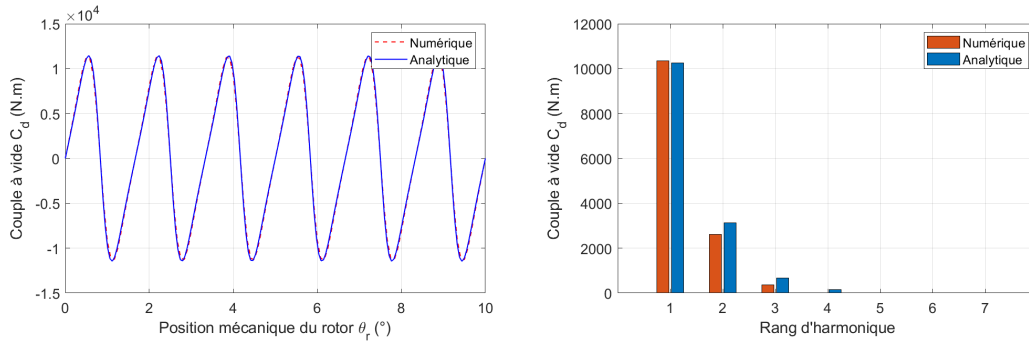 ×10⁴
1.5
1
0.5
0
-0.5
-1
-1.5
0 2 4 6 8 10
Couple à vide C_d (N.m)
Position mécanique du rotor θ_r (°)
Numérique
Analytique
12000
10000
8000
6000
4000
2000
0
1 2 3 4 5 6 7
Couple à vide C_d (N.m)
Rang d'harmonique
Numérique
Analytique